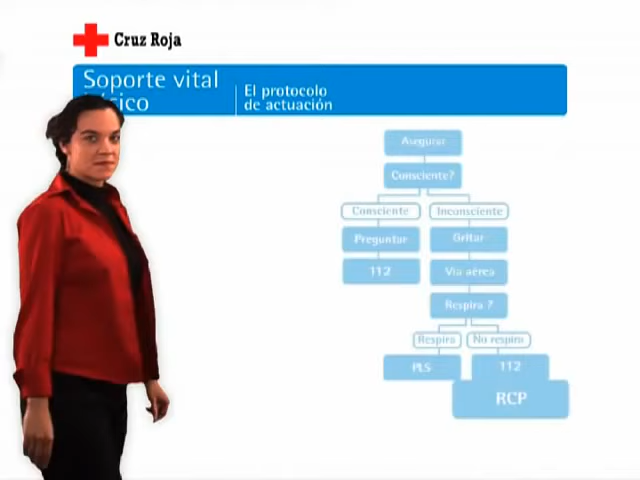 Cruz Roja
Soporte vital
El protocolo
de actuación
Asegurar
Consciente?
Consciente
Inconsciente
Preguntar
Gritar
112
Vía aérea
Respira ?
Respira
No respira
PLS
112
RCP